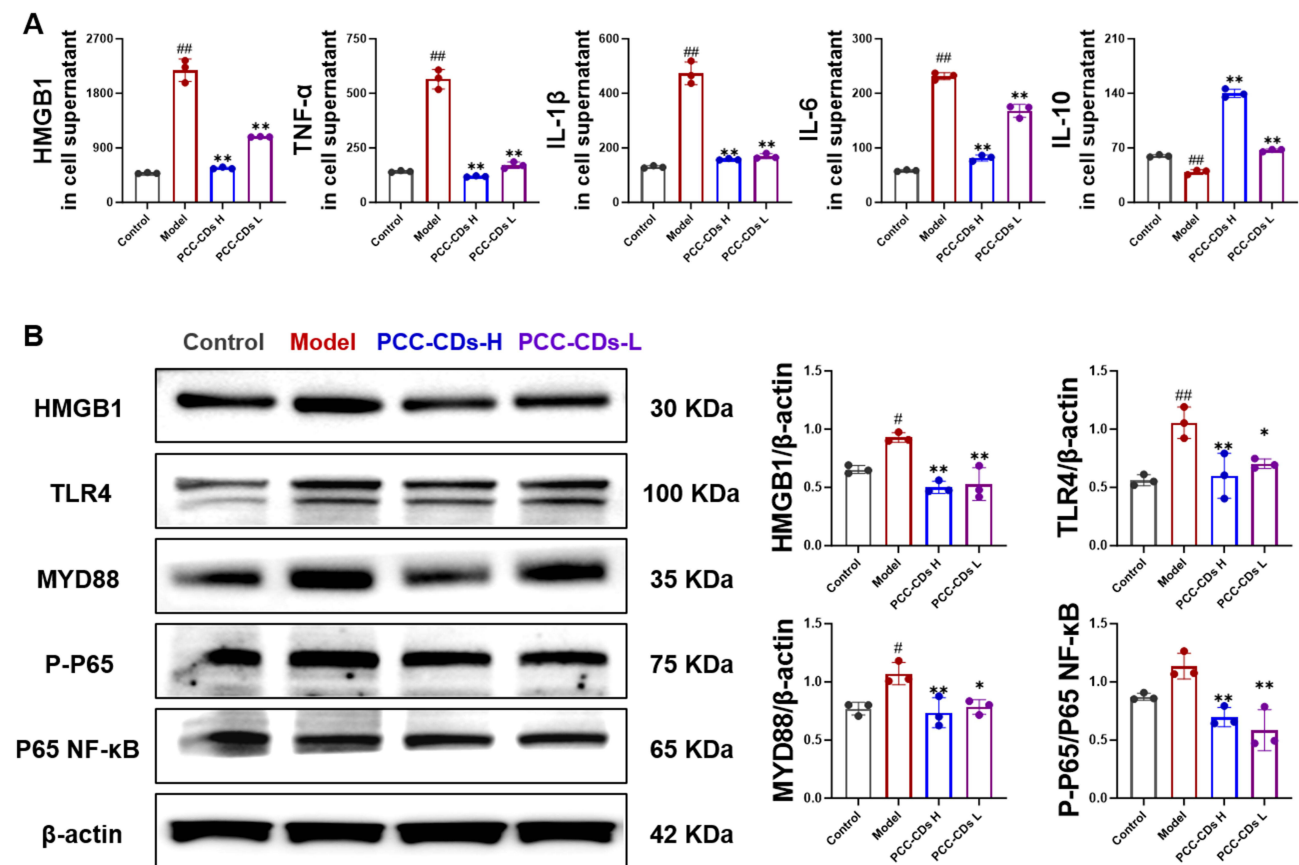 A
HMGB1
in cell supernatant
2700
1800
900
0
##
**
**
Control
Model
PCC-CDs H
PCC-CDs L
TNF-α
in cell supernatant
750
500
250
0
##
**
**
Control
Model
PCC-CDs H
PCC-CDs L
IL-1β
in cell supernatant
600
400
200
0
##
**
**
Control
Model
PCC-CDs H
PCC-CDs L
IL-6
in cell supernatant
300
200
100
0
##
**
**
Control
Model
PCC-CDs H
PCC-CDs L
IL-10
in cell supernatant
210
140
70
0
##
**
**
Control
Model
PCC-CDs H
PCC-CDs L
B
Control Model PCC-CDs-H PCC-CDs-L
HMGB1 30 KDa
TLR4 100 KDa
MYD88 35 KDa
P-P65 75 KDa
P65 NF-κB 65 KDa
β-actin 42 KDa
HMGB1/β-actin
1.5
1.0
0.5
0.0
#
**
**
Control
Model
PCC-CDs H
PCC-CDs L
TLR4/β-actin
1.5
1.0
0.5
0.0
##
**
*
Control
Model
PCC-CDs H
PCC-CDs L
MYD88/β-actin
1.5
1.0
0.5
0.0
#
**
*
Control
Model
PCC-CDs H
PCC-CDs L
P-P65/P65 NF-κB
1.5
1.0
0.5
0.0
**
**
Control
Model
PCC-CDs H
PCC-CDs L